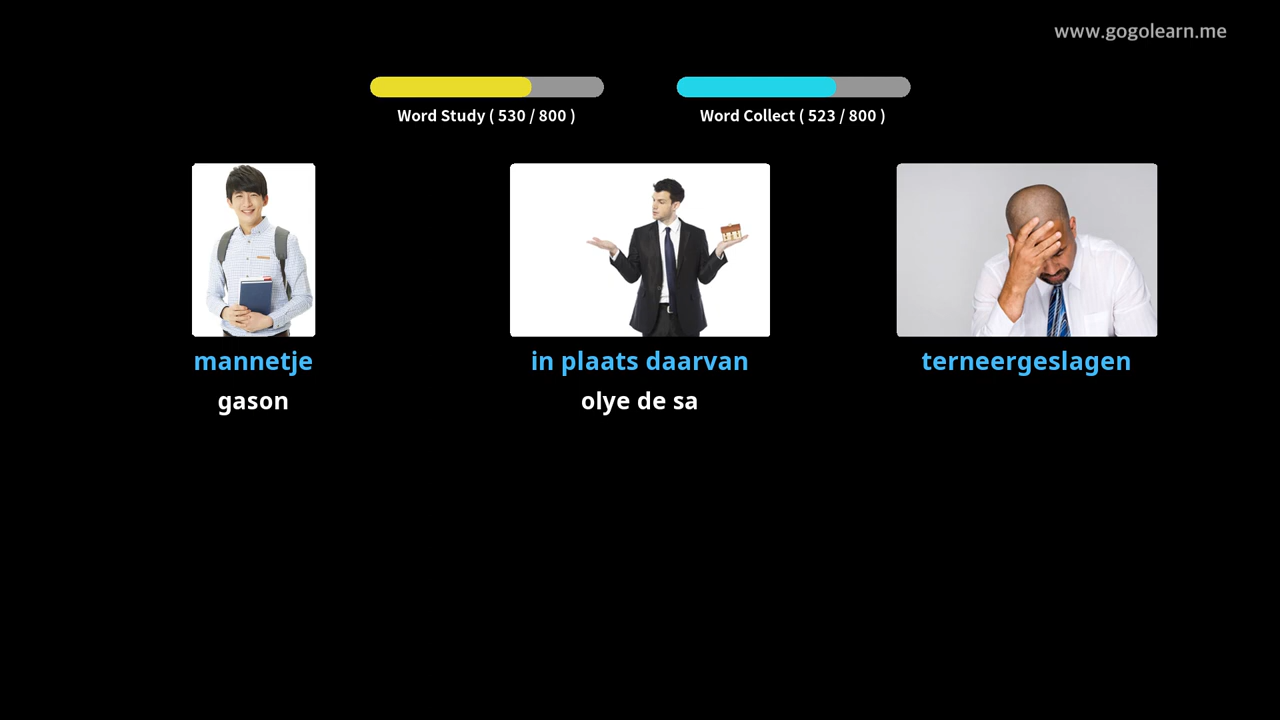 www.gogolearn.me
Word Study ( 530 / 800 )
Word Collect ( 523 / 800 )
mannetje
in plaats daarvan
terneergeslagen
gason
olye de sa